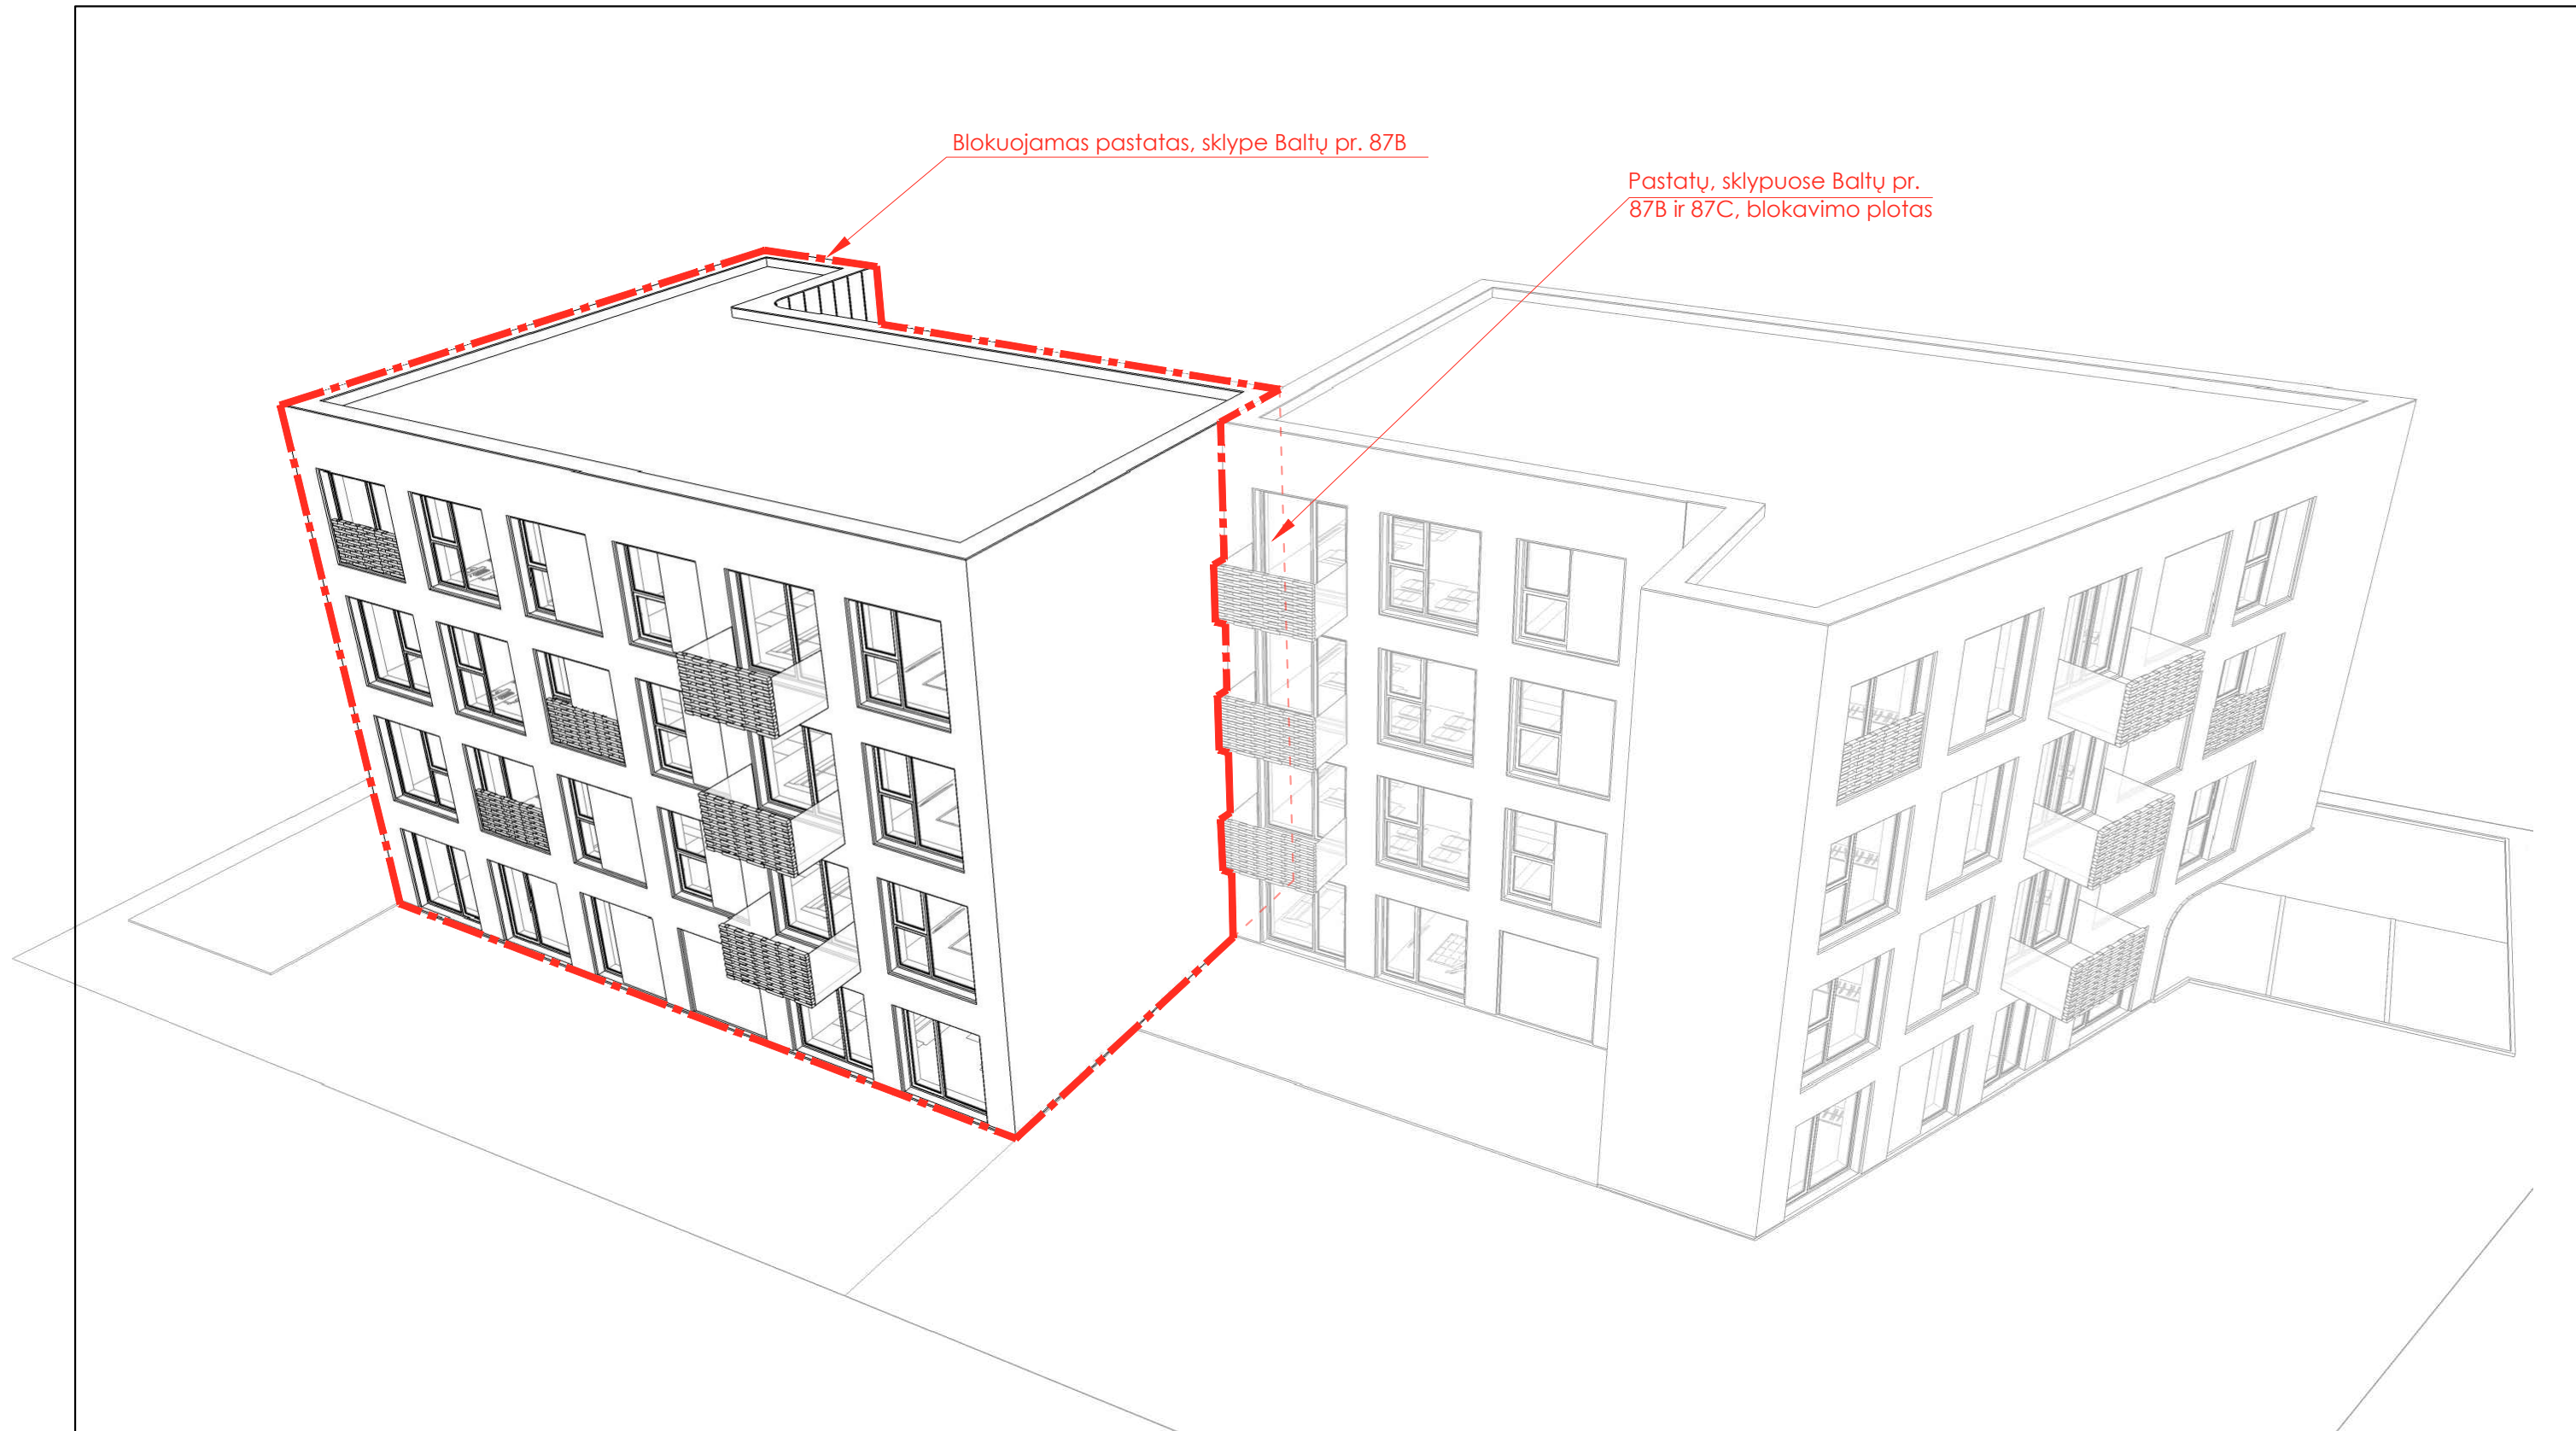 Blokuojamas pastatas, sklype Baltų pr. 87B
Pastatų, sklypuose Baltų pr.
87B ir 87C, blokavimo plotas